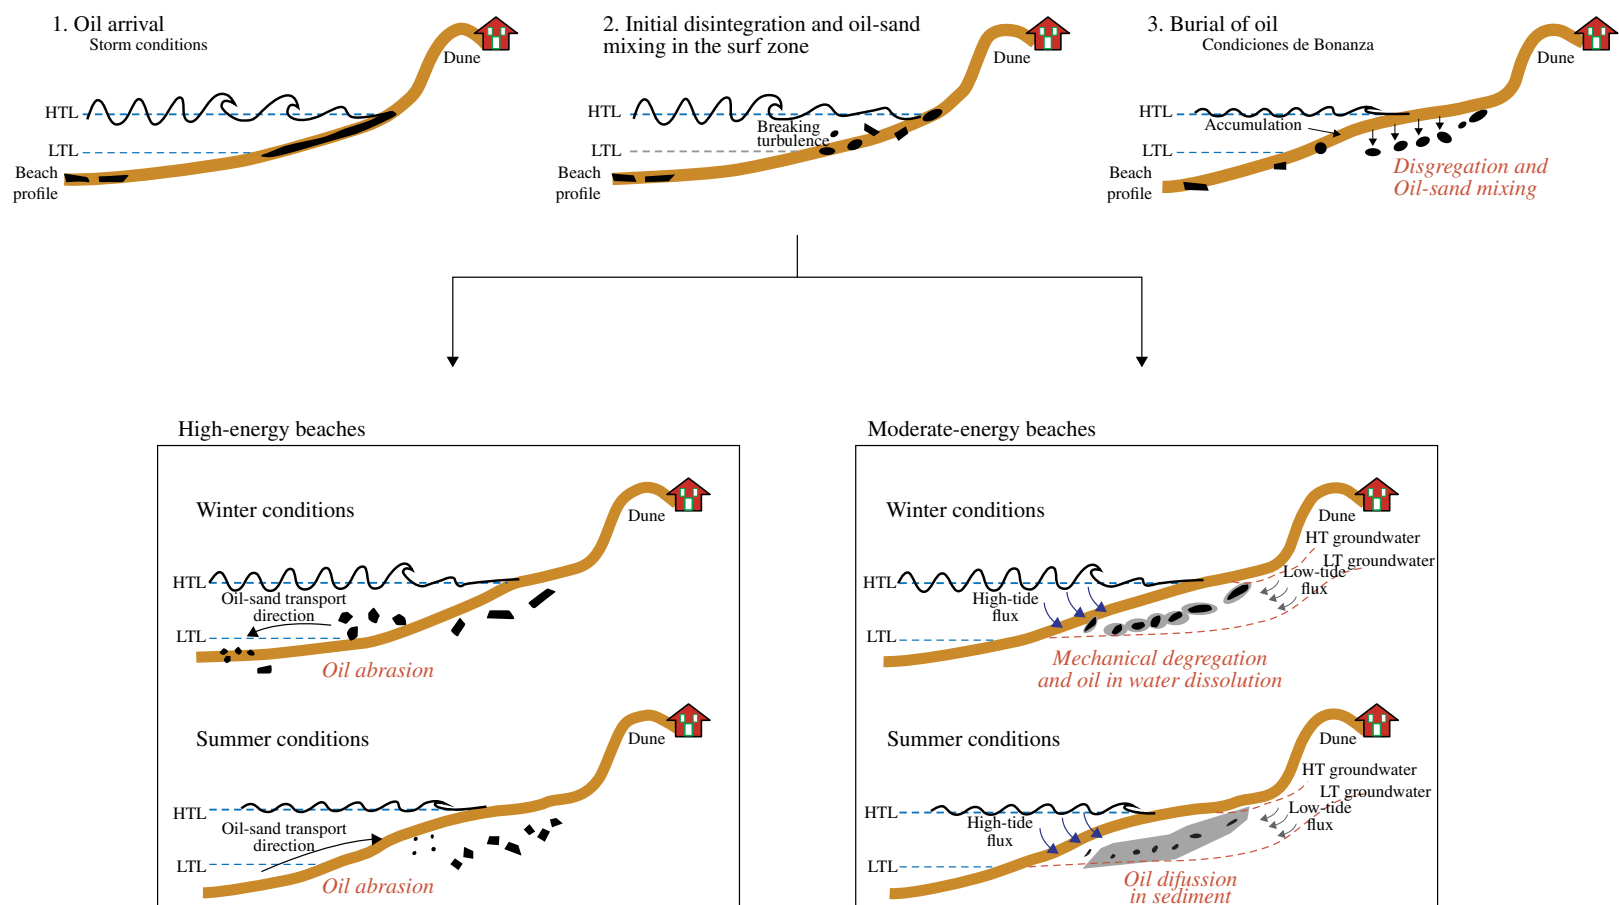 1. Oil arrival
Storm conditions
Dune
HTL
LTL
Beach
profile
2. Initial disintegration and oil-sand
mixing in the surf zone
Dune
HTL
Breaking
turbulence
LTL
Beach
profile
3. Burial of oil
Condiciones de Bonanza
Dune
HTL
Accumulation
LTL
Disgregation and
Oil-sand mixing
Beach
profile
High-energy beaches
Winter conditions
Dune
HTL
Oil-sand transport
direction
LTL
Oil abrasion
Summer conditions
Dune
HTL
Oil-sand transport
direction
LTL
Oil abrasion
Moderate-energy beaches
Winter conditions
Dune
HT groundwater
LT groundwater
Low-tide
flux
HTL
High-tide
flux
LTL
Mechanical degregation
and oil in water dissolution
Summer conditions
Dune
HT groundwater
LT groundwater
Low-tide
flux
HTL
High-tide
flux
LTL
Oil difussion
in sediment